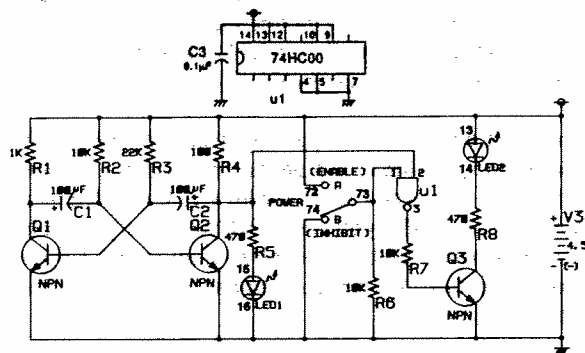 14 13 12 10 9
C3
0.1µF
74HC00
4 5 7
u1
1K R1
10K R2
22K R3
100 R4
100µF
C1
100µF
C2
Q1
NPN
Q2
NPN
470
R5
16
16 LED1
(ENABLE)
72 A
POWER
73
74
B
(INHIBIT)
1 2
u1
3
10K
R7
10K
R6
13
14 LED2
470
R8
Q3
NPN
+ V3
4.5
- (-)